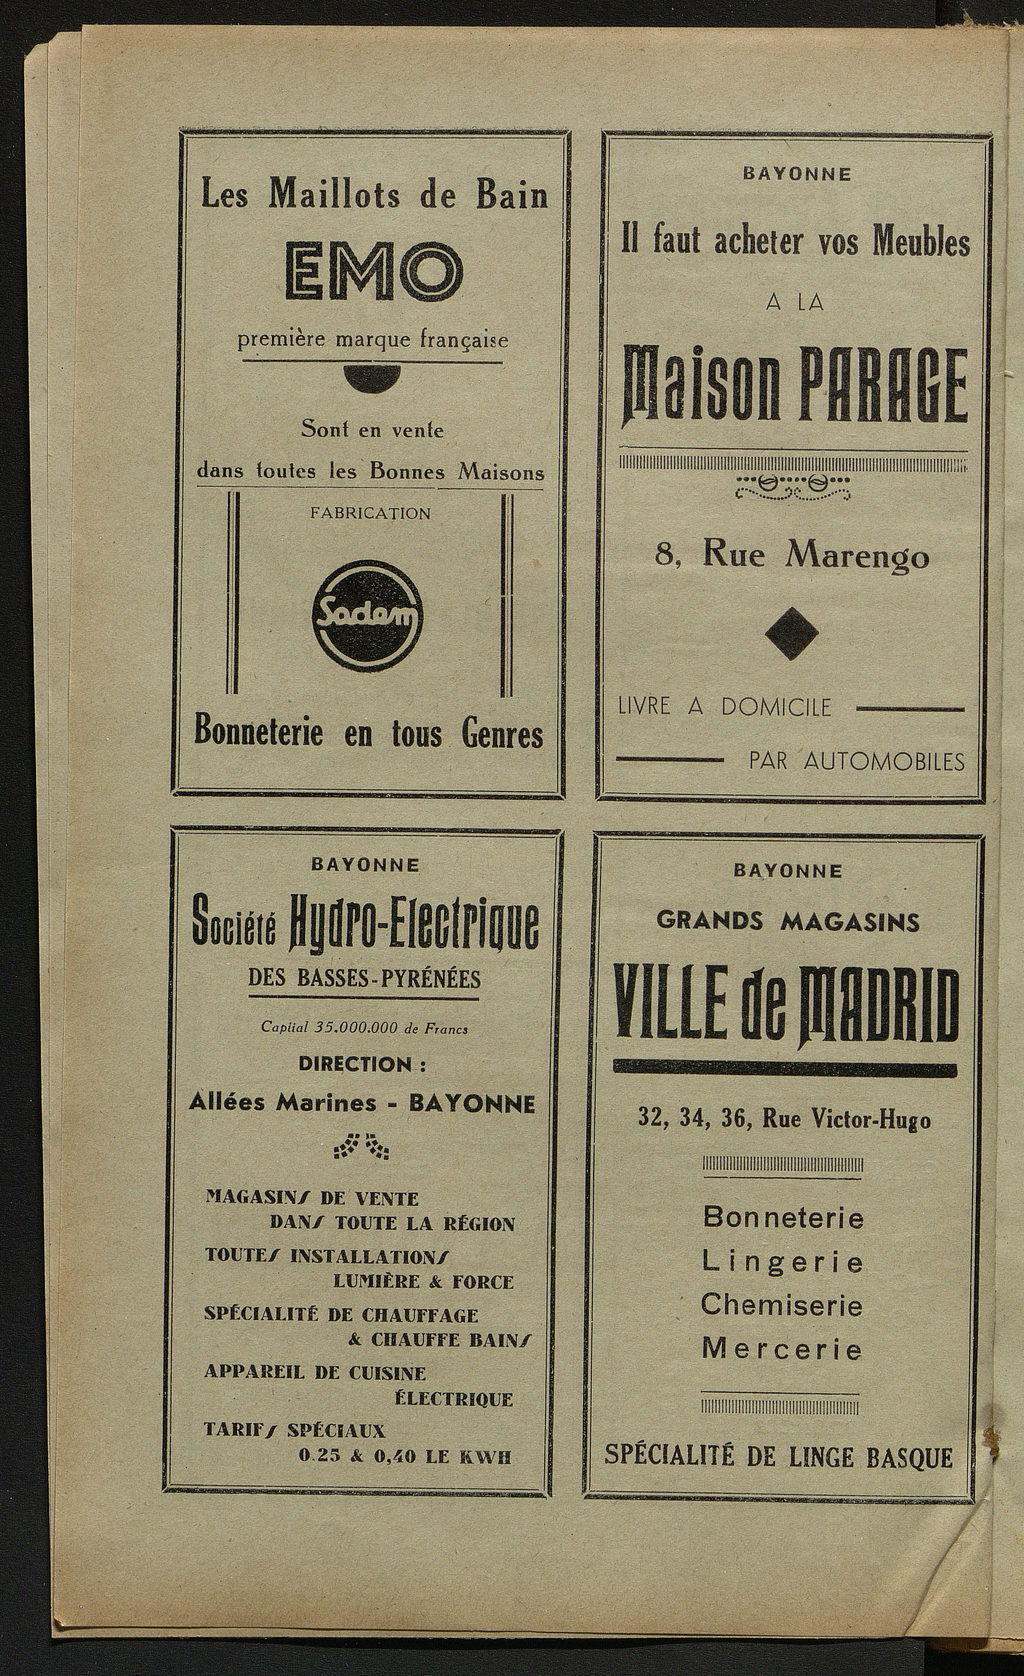 Les Maillots de Bain
EMO
première marque française
Sont en vente
dans toutes les Bonnes Maisons
FABRICATION
Sadem
Bonneterie en tous Genres
BAYONNE
Il faut acheter vos Meubles
A LA
Maison PARAGE
8, Rue Marengo
LIVRE A DOMICILE
PAR AUTOMOBILES
BAYONNE
Société Hydro-Electrique
DES BASSES-PYRÉNÉES
Capital 35.000.000 de Francs
DIRECTION :
Allées Marines - BAYONNE
MAGASINS DE VENTE
DANS TOUTE LA RÉGION
TOUTES INSTALLATIONS
LUMIÈRE & FORCE
SPÉCIALITÉ DE CHAUFFAGE
& CHAUFFE BAINS
APPAREIL DE CUISINE
ÉLECTRIQUE
TARIFS SPÉCIAUX
0.25 & 0,40 LE KWH
BAYONNE
GRANDS MAGASINS
VILLE de MADRID
32, 34, 36, Rue Victor-Hugo
Bonneterie
Lingerie
Chemiserie
Mercerie
SPÉCIALITÉ DE LINGE BASQUE